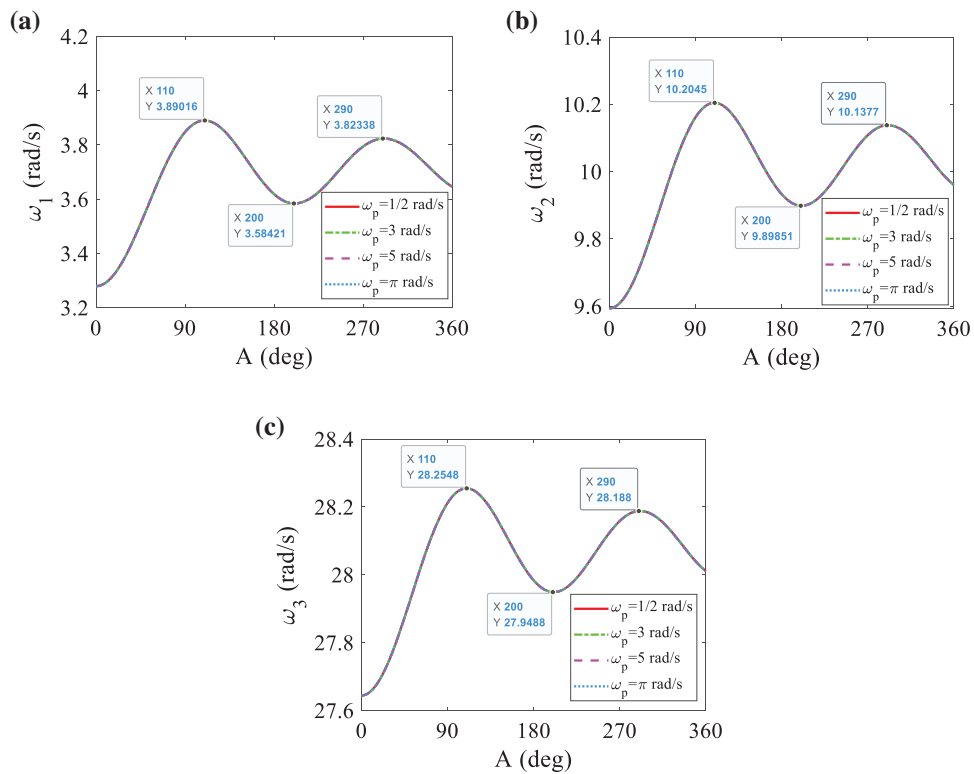 (a)
4.2
4
3.8
3.6
3.4
3.2
ω1 (rad/s)
X 110
Y 3.89016
X 290
Y 3.82338
X 200
Y 3.58421
ωp=1/2 rad/s
ωp=3 rad/s
ωp=5 rad/s
ωp=π rad/s
0 90 180 270 360
A (deg)
(b)
10.4
10.2
10
9.8
9.6
ω2 (rad/s)
X 110
Y 10.2045
X 290
Y 10.1377
X 200
Y 9.89851
ωp=1/2 rad/s
ωp=3 rad/s
ωp=5 rad/s
ωp=π rad/s
0 90 180 270 360
A (deg)
(c)
28.4
28.2
28
27.8
27.6
ω3 (rad/s)
X 110
Y 28.2548
X 290
Y 28.188
X 200
Y 27.9488
ωp=1/2 rad/s
ωp=3 rad/s
ωp=5 rad/s
ωp=π rad/s
0 90 180 270 360
A (deg)